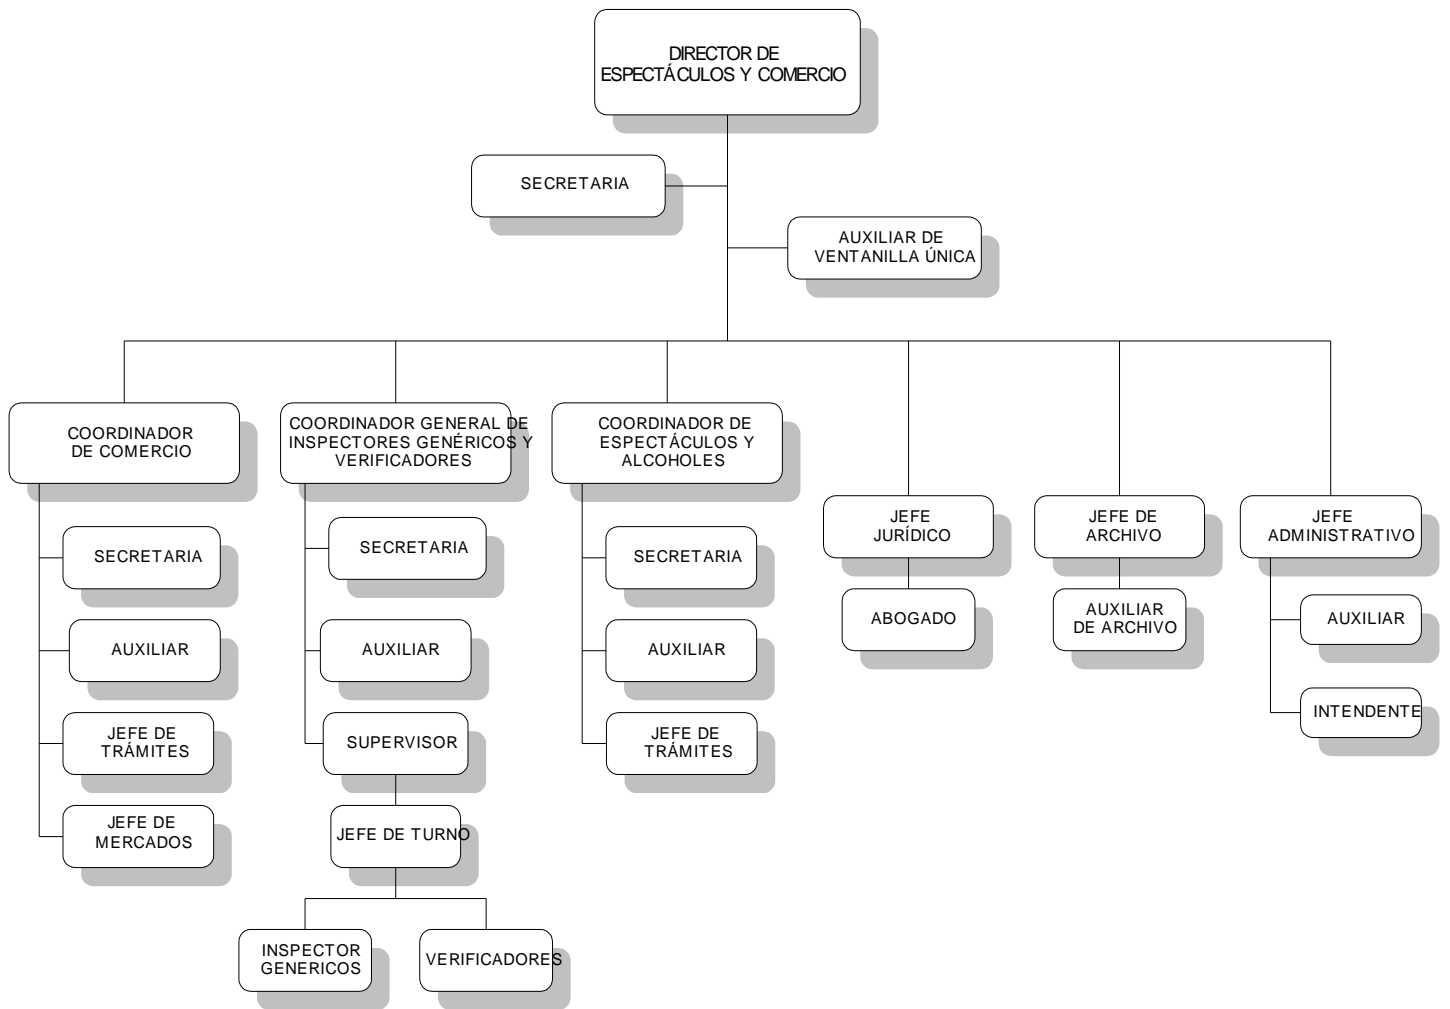 DIRECTOR DE
ESPECTÁCULOS Y COMERCIO
SECRETARIA
AUXILIAR DE
VENTANILLA ÚNICA
COORDINADOR
DE COMERCIO
COORDINADOR GENERAL DE
INSPECTORES GENÉRICOS Y
VERIFICADORES
COORDINADOR DE
ESPECTÁCULOS Y
ALCOHOLES
JEFE
JURÍDICO
JEFE DE
ARCHIVO
JEFE
ADMINISTRATIVO
SECRETARIA
SECRETARIA
SECRETARIA
ABOGADO
AUXILIAR
DE ARCHIVO
AUXILIAR
AUXILIAR
AUXILIAR
AUXILIAR
INTENDENTE
JEFE DE
TRÁMITES
SUPERVISOR
JEFE DE
TRÁMITES
JEFE DE
MERCADOS
JEFE DE TURNO
INSPECTOR
GENERICOS
VERIFICADORES